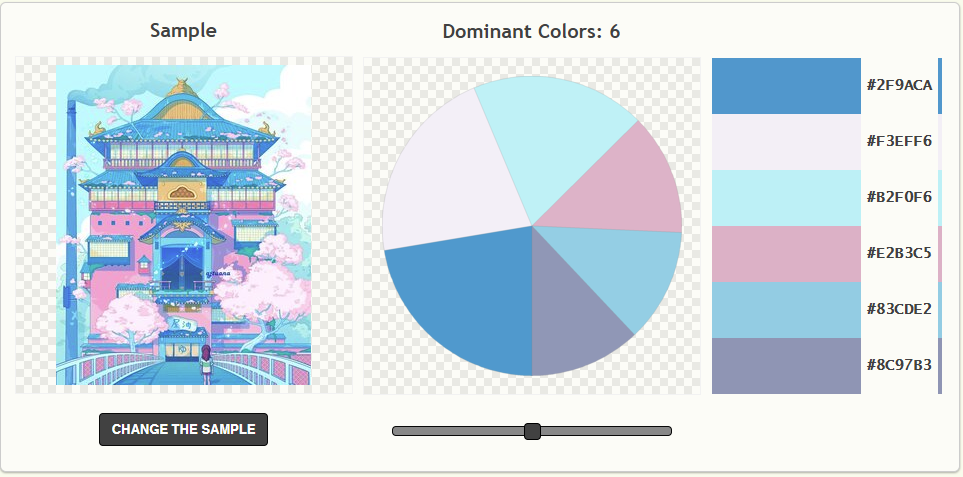 Sample
Dominant Colors: 6
#2F9ACA
#F3EFF6
#B2F0F6
#E2B3C5
#83CDE2
#8C97B3
CHANGE THE SAMPLE